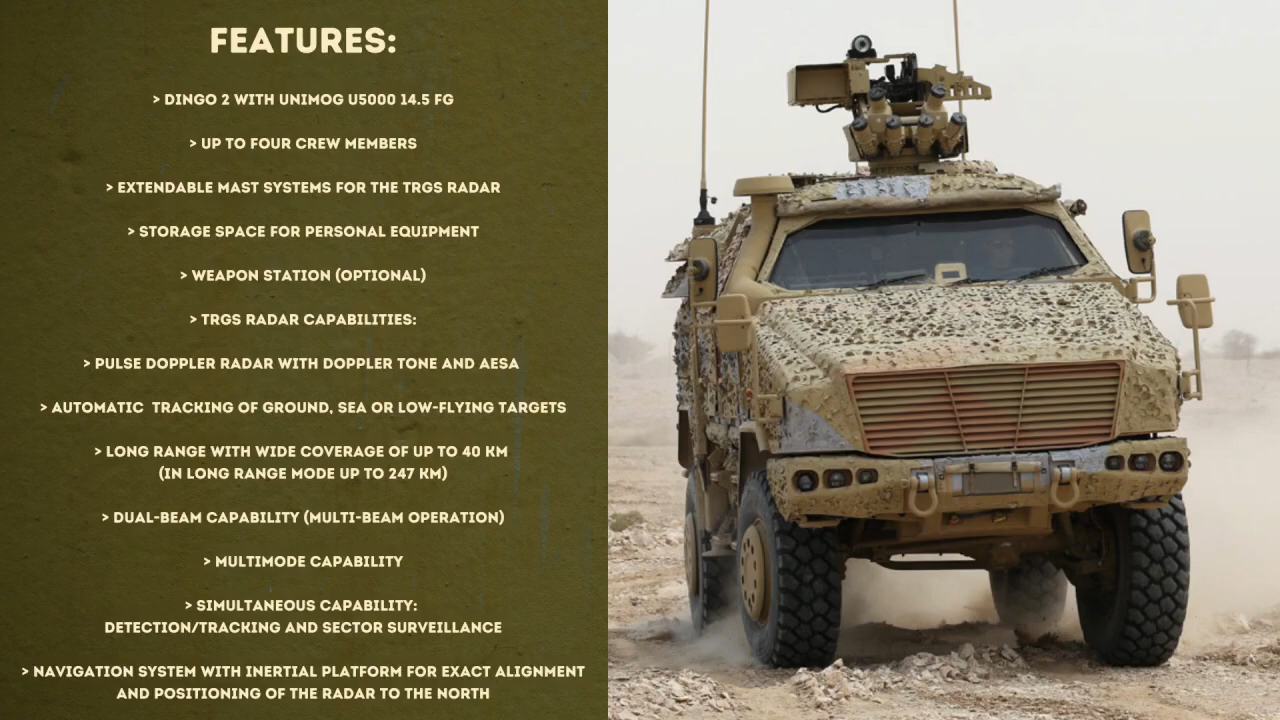 FEATURES:
> DINGO 2 WITH UNIMOG U5000 14.5 FG
> UP TO FOUR CREW MEMBERS
> EXTENDABLE MAST SYSTEMS FOR THE TRGS RADAR
> STORAGE SPACE FOR PERSONAL EQUIPMENT
> WEAPON STATION (OPTIONAL)
> TRGS RADAR CAPABILITIES:
> PULSE DOPPLER RADAR WITH DOPPLER TONE AND AESA
> AUTOMATIC  TRACKING OF GROUND, SEA OR LOW-FLYING TARGETS
> LONG RANGE WITH WIDE COVERAGE OF UP TO 40 KM
(IN LONG RANGE MODE UP TO 247 KM)
> DUAL-BEAM CAPABILITY (MULTI-BEAM OPERATION)
> MULTIMODE CAPABILITY
> SIMULTANEOUS CAPABILITY:
DETECTION/TRACKING AND SECTOR SURVEILLANCE
> NAVIGATION SYSTEM WITH INERTIAL PLATFORM FOR EXACT ALIGNMENT
AND POSITIONING OF THE RADAR TO THE NORTH